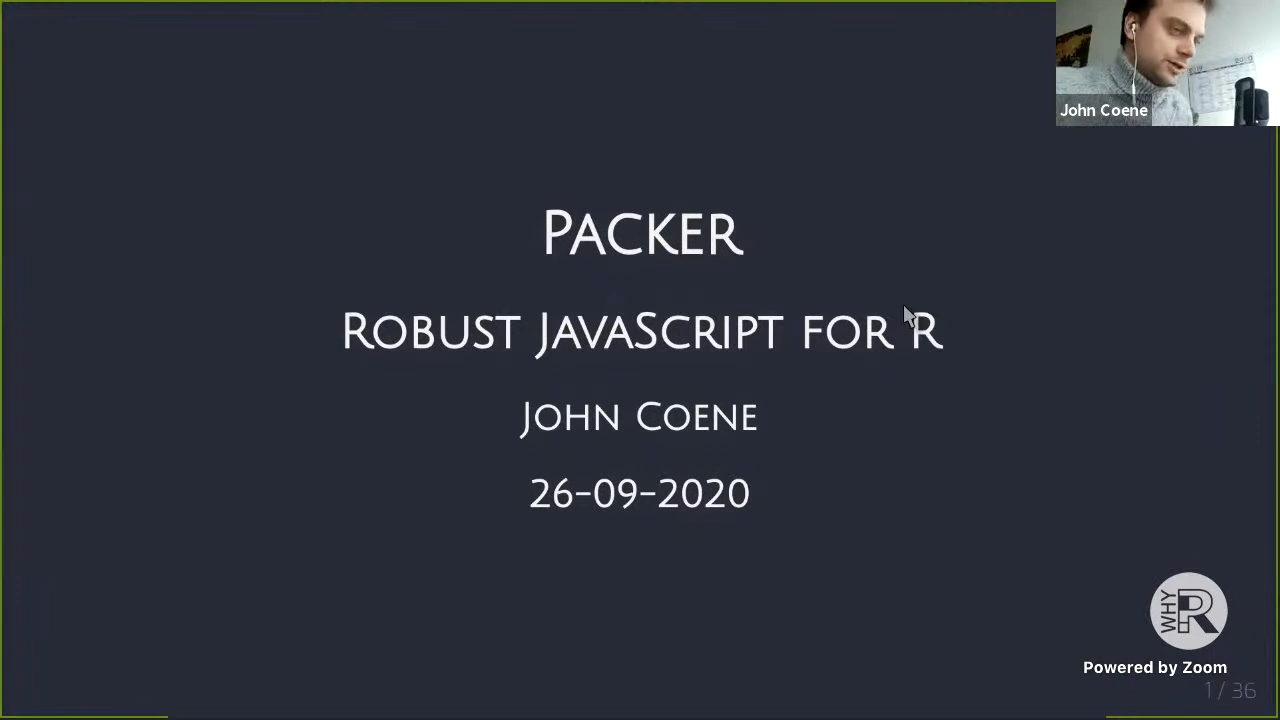 John Coene
Packer
Robust JavaScript for R
John Coene
26-09-2020
WHY R
Powered by Zoom
1 / 36